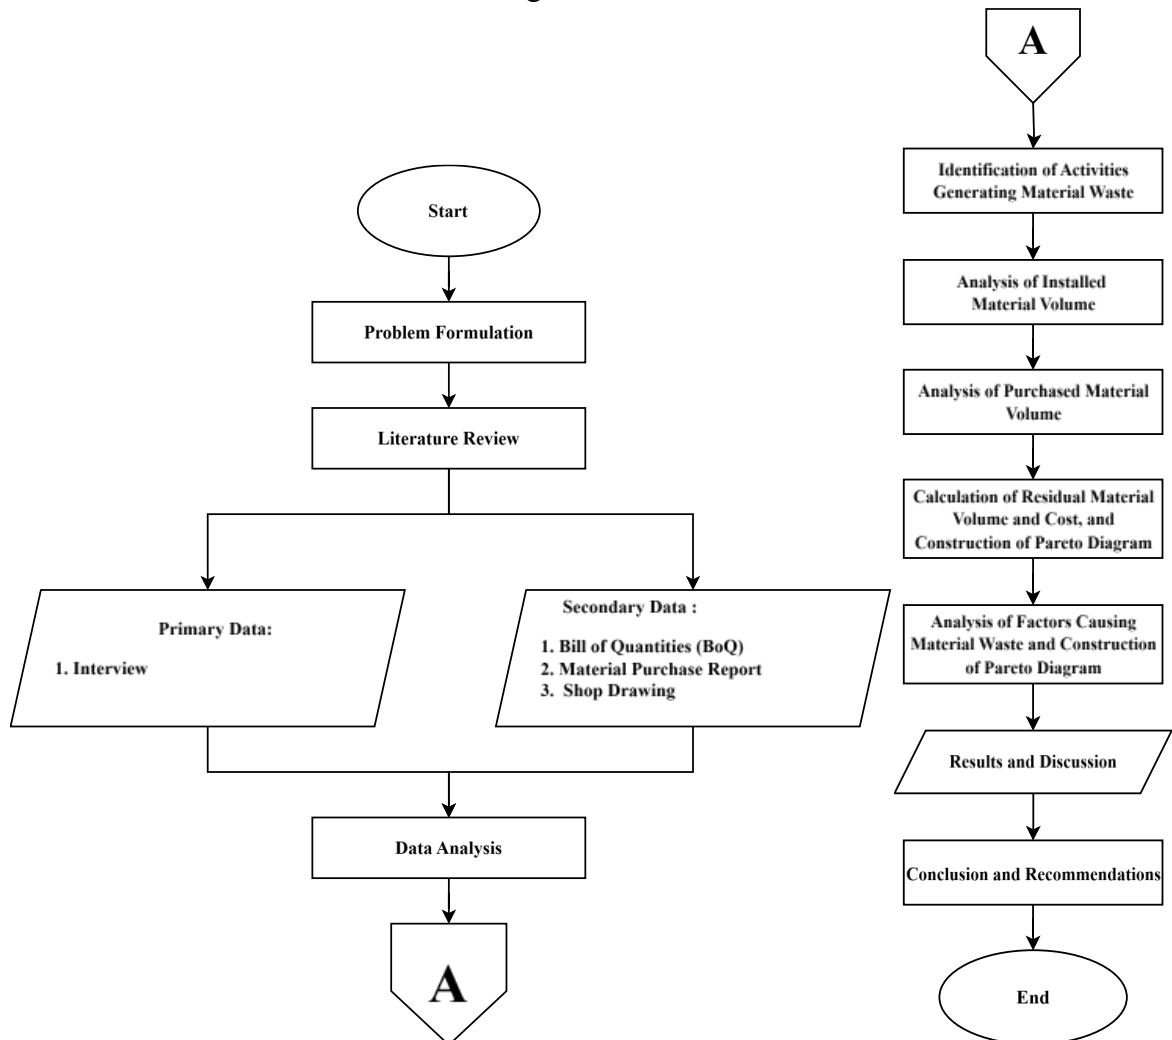 Start
Problem Formulation
Literature Review
Primary Data:
1. Interview
Secondary Data :
1. Bill of Quantities (BoQ)
2. Material Purchase Report
3. Shop Drawing
Data Analysis
A
A
Identification of Activities
Generating Material Waste
Analysis of Installed
Material Volume
Analysis of Purchased Material
Volume
Calculation of Residual Material
Volume and Cost, and
Construction of Pareto Diagram
Analysis of Factors Causing
Material Waste and Construction
of Pareto Diagram
Results and Discussion
Conclusion and Recommendations
End